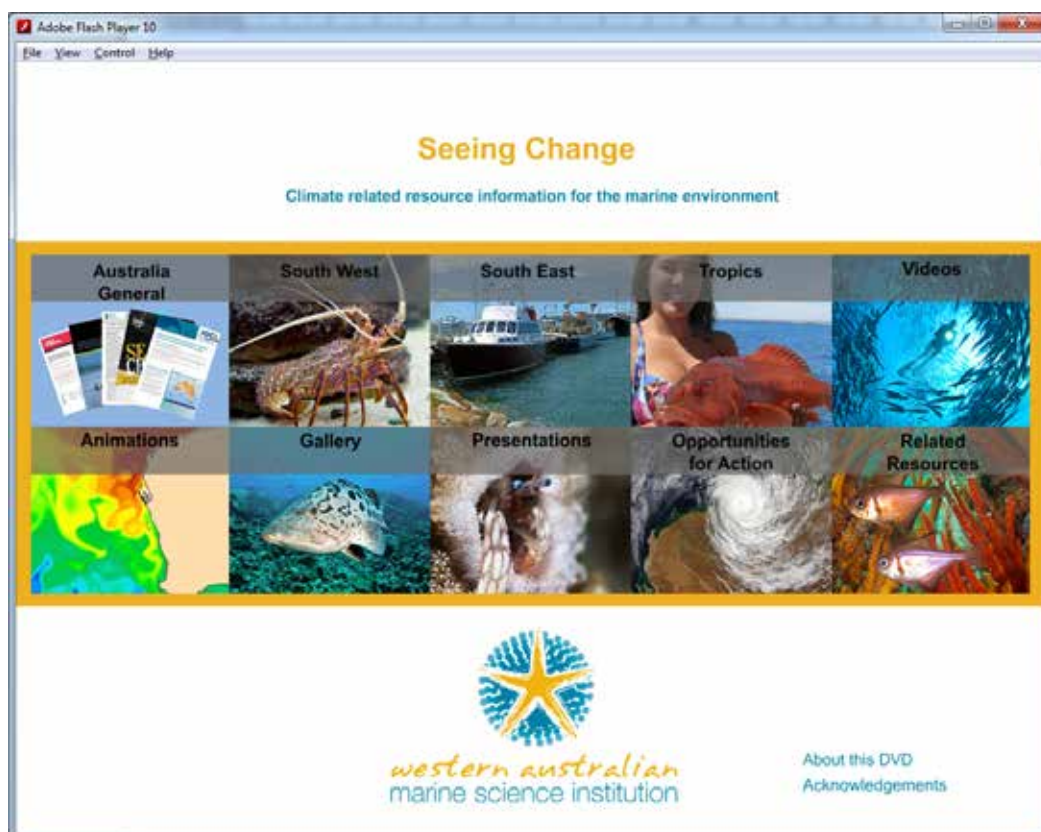 Adobe Flash Player 10
File View Control Help
Seeing Change
Climate related resource information for the marine environment
Australia
General
South West
South East
Tropics
Videos
Animations
Gallery
Presentations
Opportunities
for Action
Related
Resources
western australian
marine science institution
About this DVD
Acknowledgements